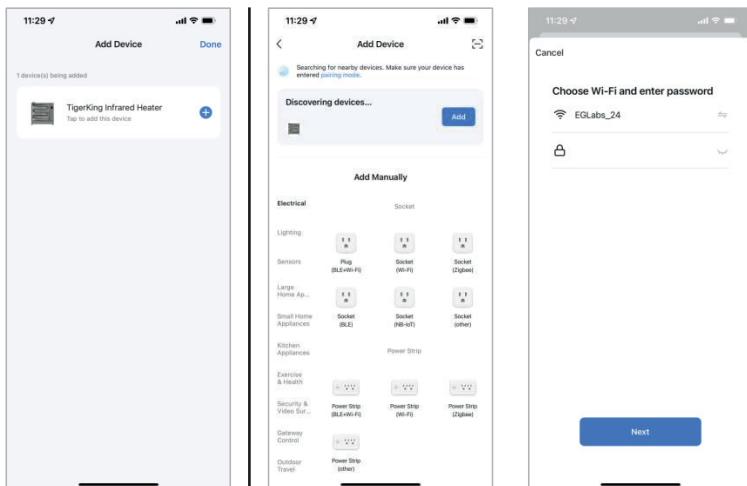 11:29
Add Device
Done
1 device(s) being added
TigerKing Infrared Heater
Tap to add this device
11:29
Add Device
Searching for nearby devices. Make sure your device has
entered pairing mode.
Discovering devices...
Add
Add Manually
Electrical
Socket
Lighting
Sensors
Plug
(BLE+Wi-Fi)
Socket
(Wi-Fi)
Socket
(Zigbee)
Large
Home Ap...
Small Home
Appliances
Socket
(BLE)
Socket
(NB-IoT)
Socket
(other)
Kitchen
Appliances
Power Strip
Exercise
& Health
Security &
Video Sur...
Power Strip
(BLE+Wi-Fi)
Power Strip
(Wi-Fi)
Power Strip
(Zigbee)
Gateway
Control
Outdoor
Travel
Power Strip
(other)
11:29
Cancel
Choose Wi-Fi and enter password
EGLabs_24
Next